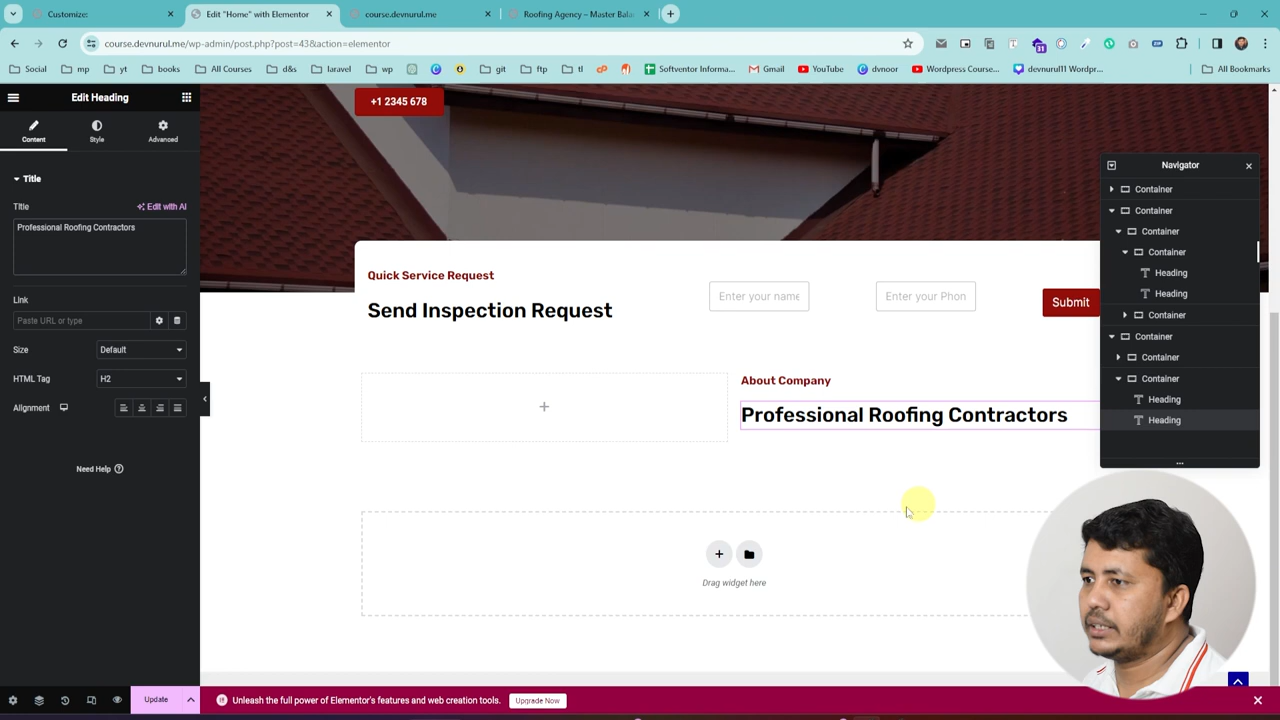 Customize:
Edit "Home" with Elementor
course.devnurul.me
Roofing Agency – Master Bala
course.devnurul.me/wp-admin/post.php?post=43&action=elementor
31
Social
mp
yt
books
All Courses
d&s
laravel
wp
git
ftp
tl
Softventor Informa...
Gmail
YouTube
dvnoor
Wordpress Course...
devnurul11 Wordpr...
All Bookmarks
Edit Heading
Content
Style
Advanced
Title
Title
Edit with AI
Professional Roofing Contractors
Link
Paste URL or type
Size
Default
HTML Tag
H2
Alignment
Need Help
Update
+1 2345 678
Quick Service Request
Send Inspection Request
Enter your name
Enter your Phon
Submit
About Company
Professional Roofing Contractors
Drag widget here
Navigator
Container
Container
Container
Container
Heading
Heading
Container
Container
Container
Container
Heading
Heading
Unleash the full power of Elementor's features and web creation tools.
Upgrade Now